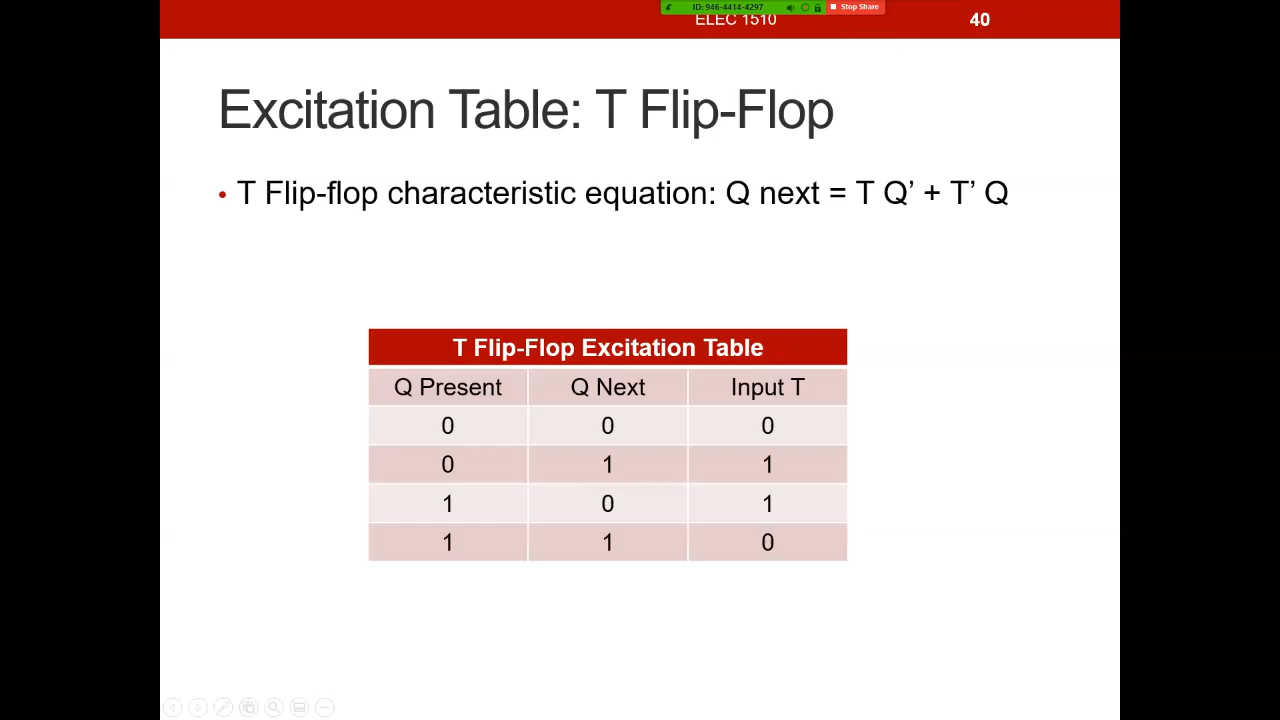 ID: 946-4414-4297
Stop Share
ELEC 1510
40
Excitation Table: T Flip-Flop
• T Flip-flop characteristic equation: Q next = T Q’ + T’ Q
T Flip-Flop Excitation Table
Q Present Q Next Input T
0 0 0
0 1 1
1 0 1
1 1 0